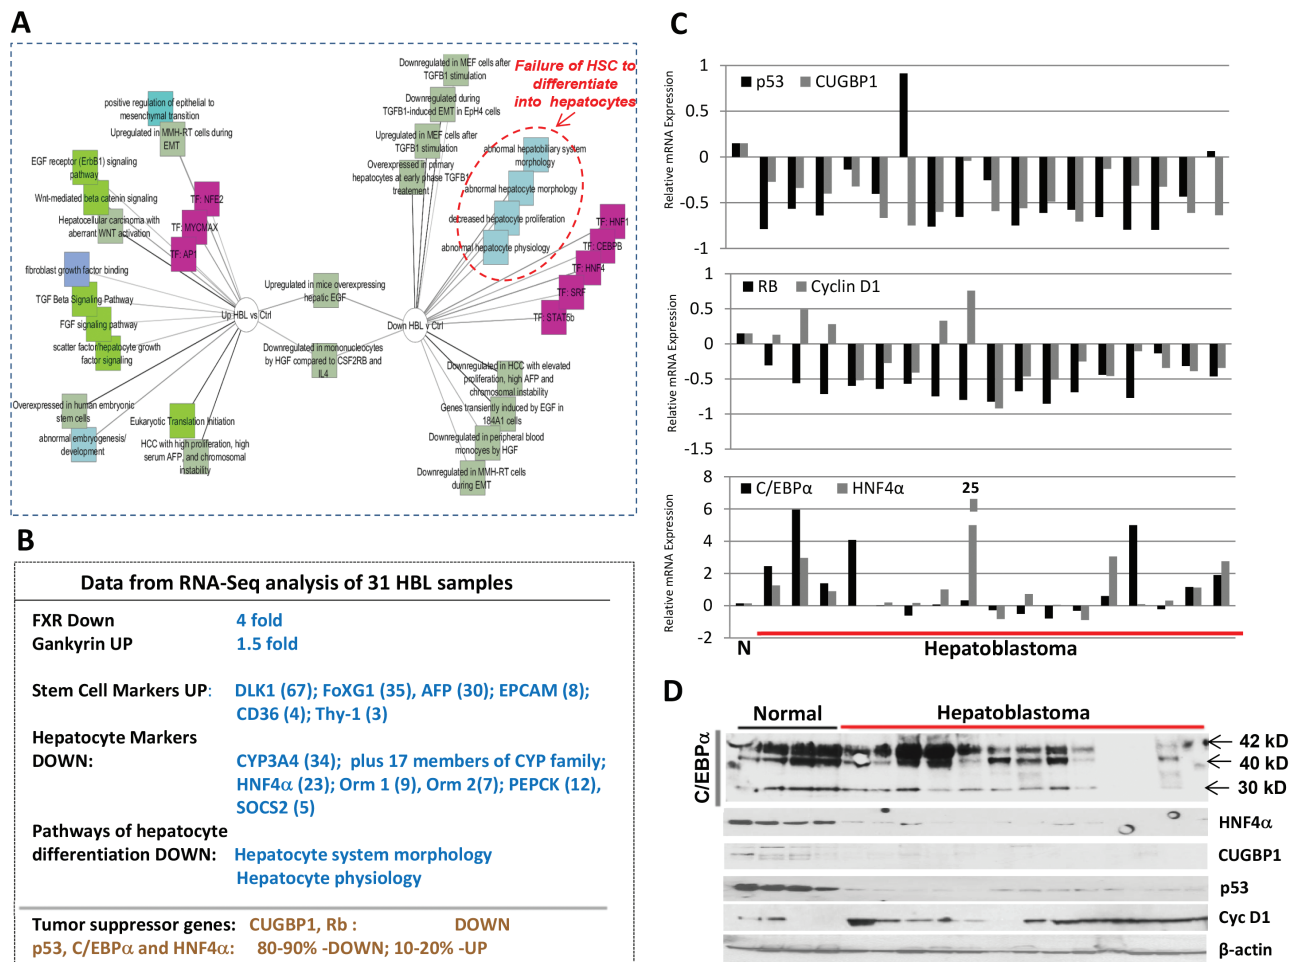 A
Failure of HSC to
differentiate
into hepatocytes
Downregulated in MEF cells after
TGFB1 stimulation
Downregulated during
TGFB1-induced EMT in EpH4 cells
Upregulated in MEF cells after
TGFB1 stimulation
Overexpressed in primary
hepatocytes at early phase TGFB1
treatement
abnormal hepatobiliary system
morphology
abnormal hepatocyte morphology
decreased hepatocyte proliferation
abnormal hepatocyte physiology
TF: HNF1
TF: CEBPB
TF: HNF4
TF: SRF
TF: STAT5b
positive regulation of epithelial to
mesenchymal transition
Upregulated in MMH-RT cells during
EMT
EGF receptor (ErbB1) signaling
pathway
Wnt-mediated beta catenin signaling
Hepatocellular carcinoma with
aberrant WNT activation
TF: NFE2
TF: MYCMAX
TF: AP1
fibroblast growth factor binding
TGF Beta Signaling Pathway
FGF signaling pathway
scatter factor/hepatocyte growth
factor signaling
Up HBL vs Ctrl
Upregulated in mice overexpressing
hepatic EGF
Down HBL v Ctrl
Downregulated in mononucleocytes
by HGF compared to CSF2RB and
IL4
Overexpressed in human embryonic
stem cells
abnormal embryogenesis/
development
Eukaryotic Translation Initiation
HCC with high proliferation, high
serum AFP, and chromosomal
instability
Downregulated in HCC with elevated
proliferation, high AFP and
chromosomal instability
Genes transiently induced by EGF in
184A1 cells
Downregulated in peripheral blood
monocyes by HGF
Downregulated in MMH-RT cells
during EMT
B
Data from RNA-Seq analysis of 31 HBL samples
FXR Down 4 fold
Gankyrin UP 1.5 fold
Stem Cell Markers UP: DLK1 (67); FoXG1 (35), AFP (30); EPCAM (8);
CD36 (4); Thy-1 (3)
Hepatocyte Markers
DOWN: CYP3A4 (34); plus 17 members of CYP family;
HNF4α (23); Orm 1 (9), Orm 2(7); PEPCK (12),
SOCS2 (5)
Pathways of hepatocyte
differentiation DOWN: Hepatocyte system morphology
Hepatocyte physiology
Tumor suppressor genes: CUGBP1, Rb : DOWN
p53, C/EBPα and HNF4α: 80-90% -DOWN; 10-20% -UP
C
Relative mRNA Expression
1
0.5
0
-0.5
-1
p53 CUGBP1
Relative mRNA Expression
1
0.5
0
-0.5
-1
-1.5
RB Cyclin D1
Relative mRNA Expression
8
6
4
2
0
-2
C/EBPα HNF4α
25
N Hepatoblastoma
D
Normal Hepatoblastoma
C/EBPα
42 kD
40 kD
30 kD
HNF4α
CUGBP1
p53
Cyc D1
β-actin